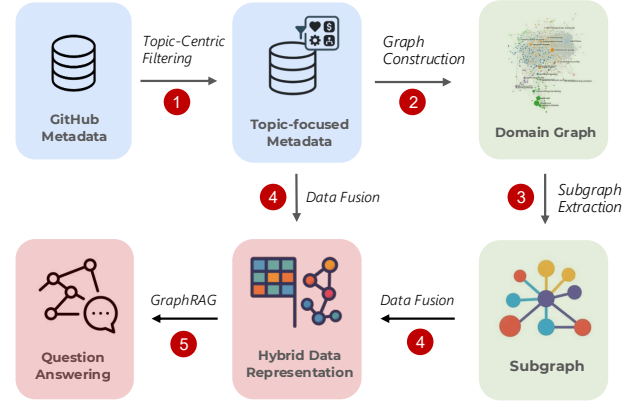 Topic-Centric
Filtering
1
GitHub
Metadata
Topic-focused
Metadata
Graph
Construction
2
Domain Graph
4
Data Fusion
3
Subgraph
Extraction
Question
Answering
GraphRAG
5
Hybrid Data
Representation
Data Fusion
4
Subgraph